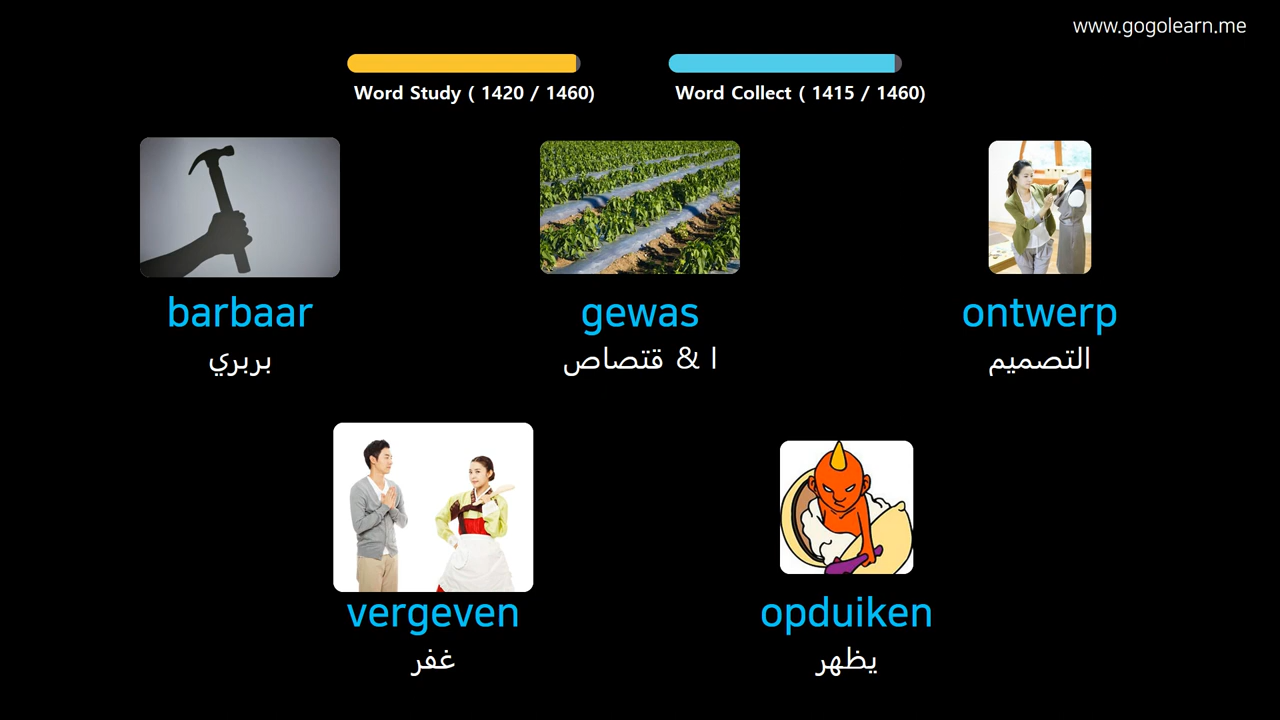 www.gogolearn.me
Word Study ( 1420 / 1460)
Word Collect ( 1415 / 1460)
barbaar
بربري
gewas
ا & قتصاص
ontwerp
التصميم
vergeven
غفر
opduiken
يظهر